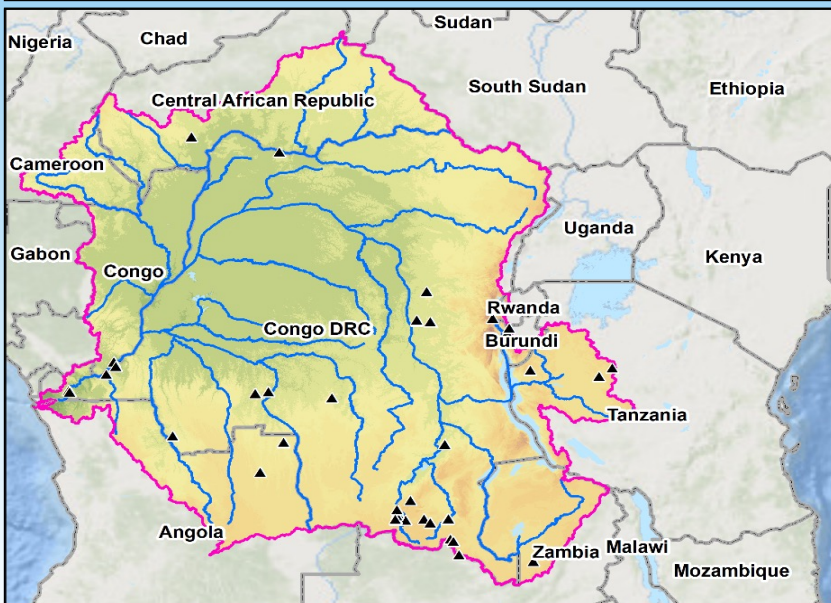 Sudan
Nigeria
Chad
South Sudan
Ethiopia
Central African Republic
Cameroon
Uganda
Gabon
Kenya
Congo
Rwanda
Congo DRC
Burundi
Tanzania
Angola
Zambia
Malawi
Mozambique